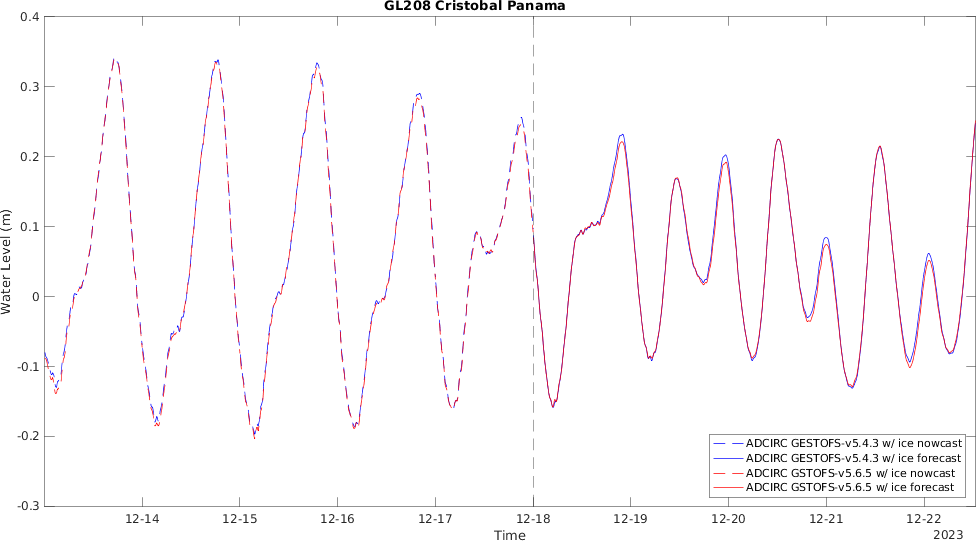 GL208 Cristobal Panama
0.4
0.3
0.2
0.1
0
-0.1
-0.2
-0.3
Water Level (m)
ADCIRC GESTOFS-v5.4.3 w/ ice nowcast
ADCIRC GESTOFS-v5.4.3 w/ ice forecast
ADCIRC GSTOFS-v5.6.5 w/ ice nowcast
ADCIRC GSTOFS-v5.6.5 w/ ice forecast
12-14 12-15 12-16 12-17 12-18 12-19 12-20 12-21 12-22
Time 2023